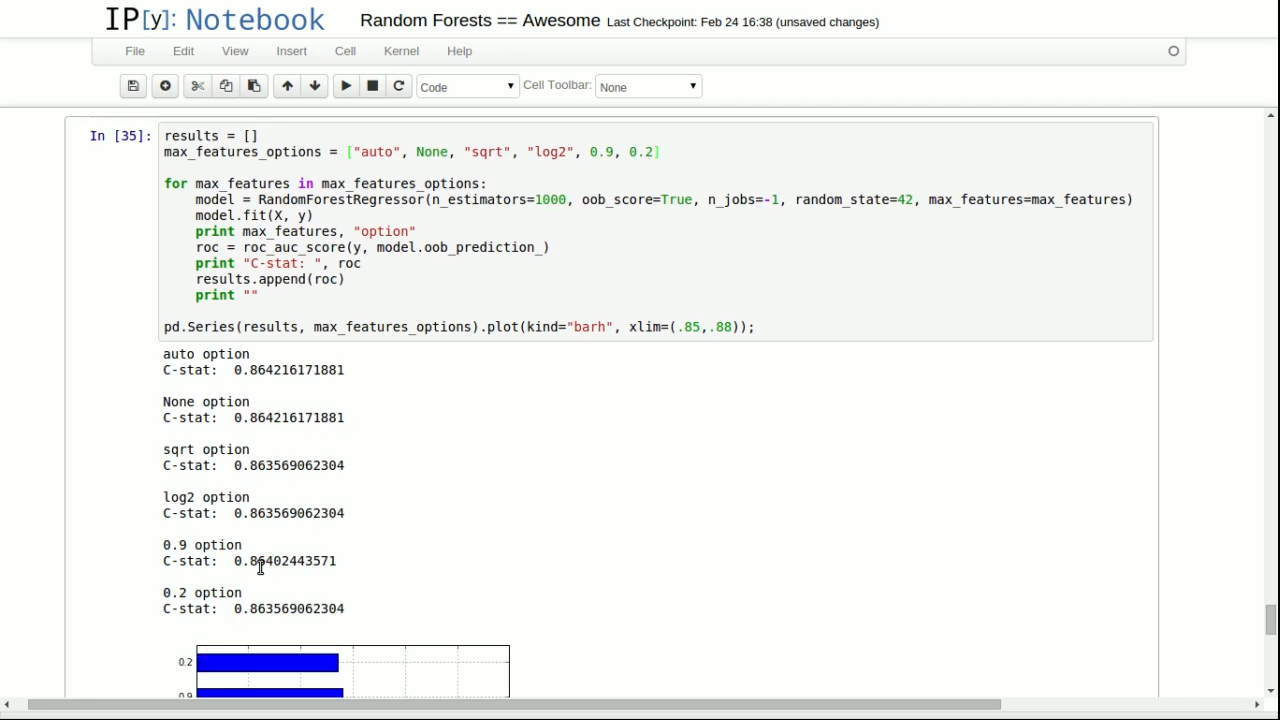 IP[y]: Notebook Random Forests == Awesome Last Checkpoint: Feb 24 16:38 (unsaved changes)
File Edit View Insert Cell Kernel Help
Code Cell Toolbar: None
In [35]: results = []
max_features_options = ["auto", None, "sqrt", "log2", 0.9, 0.2]
for max_features in max_features_options:
model = RandomForestRegressor(n_estimators=1000, oob_score=True, n_jobs=-1, random_state=42, max_features=max_features)
model.fit(X, y)
print max_features, "option"
roc = roc_auc_score(y, model.oob_prediction_)
print "C-stat: ", roc
results.append(roc)
print ""
pd.Series(results, max_features_options).plot(kind="barh", xlim=(.85,.88));
auto option
C-stat: 0.864216171881
None option
C-stat: 0.864216171881
sqrt option
C-stat: 0.863569062304
log2 option
C-stat: 0.863569062304
0.9 option
C-stat: 0.86402443571
0.2 option
C-stat: 0.863569062304
0.2
0.9